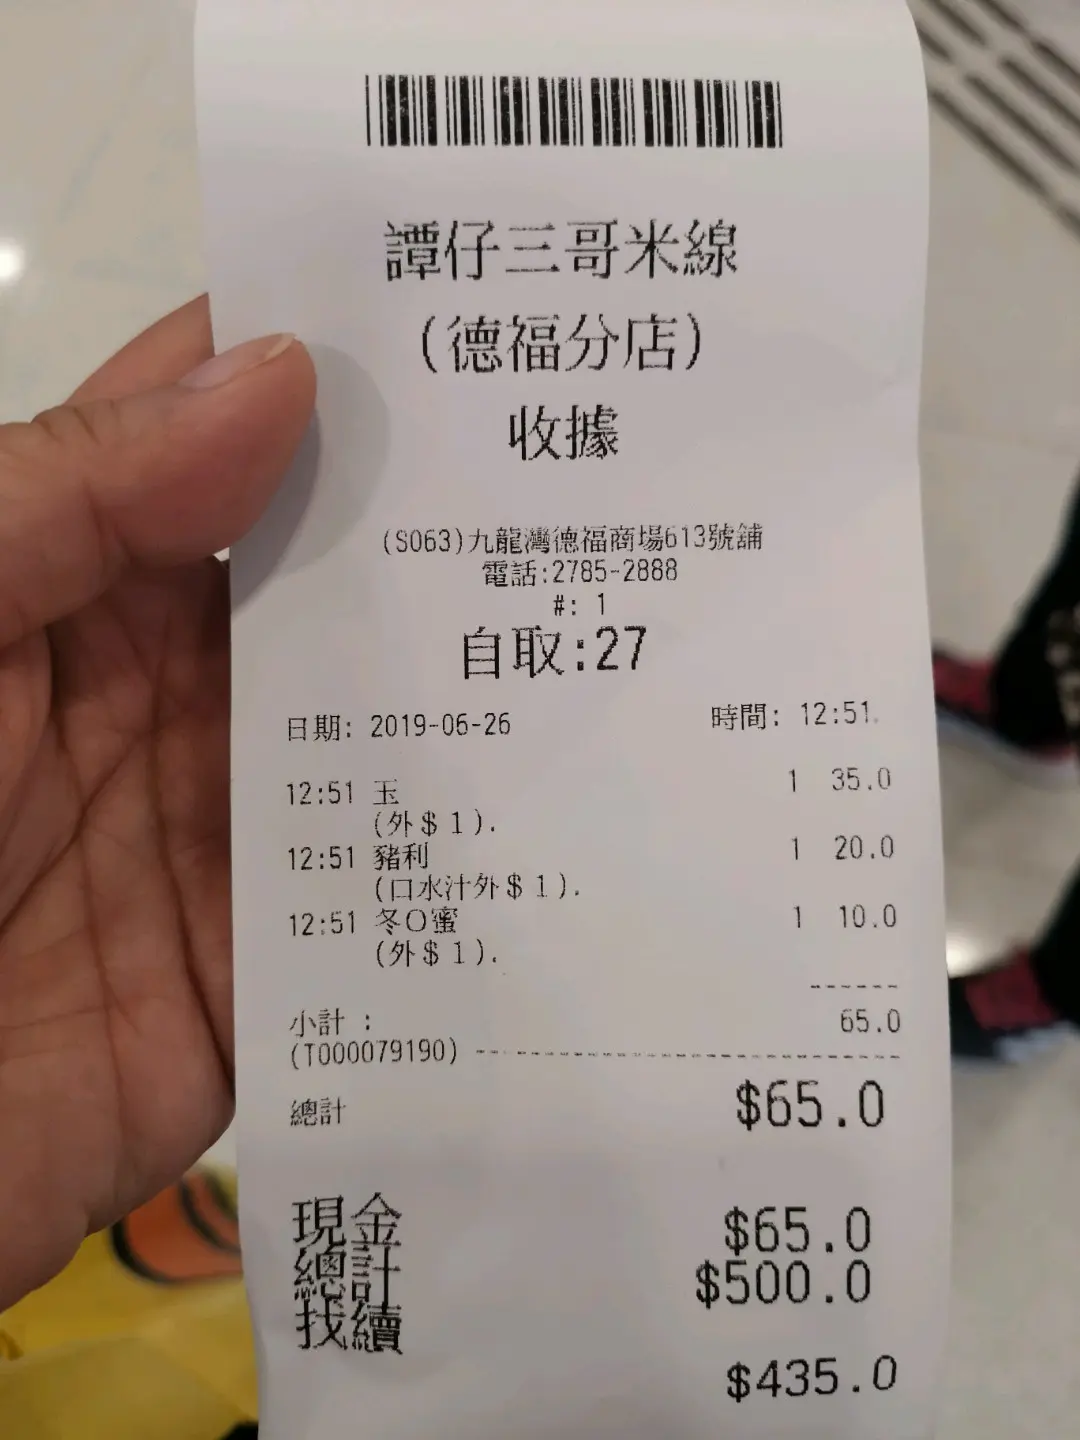 譚仔三哥米線
(德福分店)
收據
(S063)九龍灣德福商場613號舖
電話:2785-2888
#: 1
自取:27
日期: 2019-06-26 時間: 12:51
12:51 玉 1 35.0
(外$1).
12:51 豬利 1 20.0
(口水汁外$1).
12:51 冬O蜜 1 10.0
(外$1).
------
小計 : 65.0
(T000079190) --------------------------------
總計 $65.0
現金 $65.0
總計 $500.0
找續
$435.0